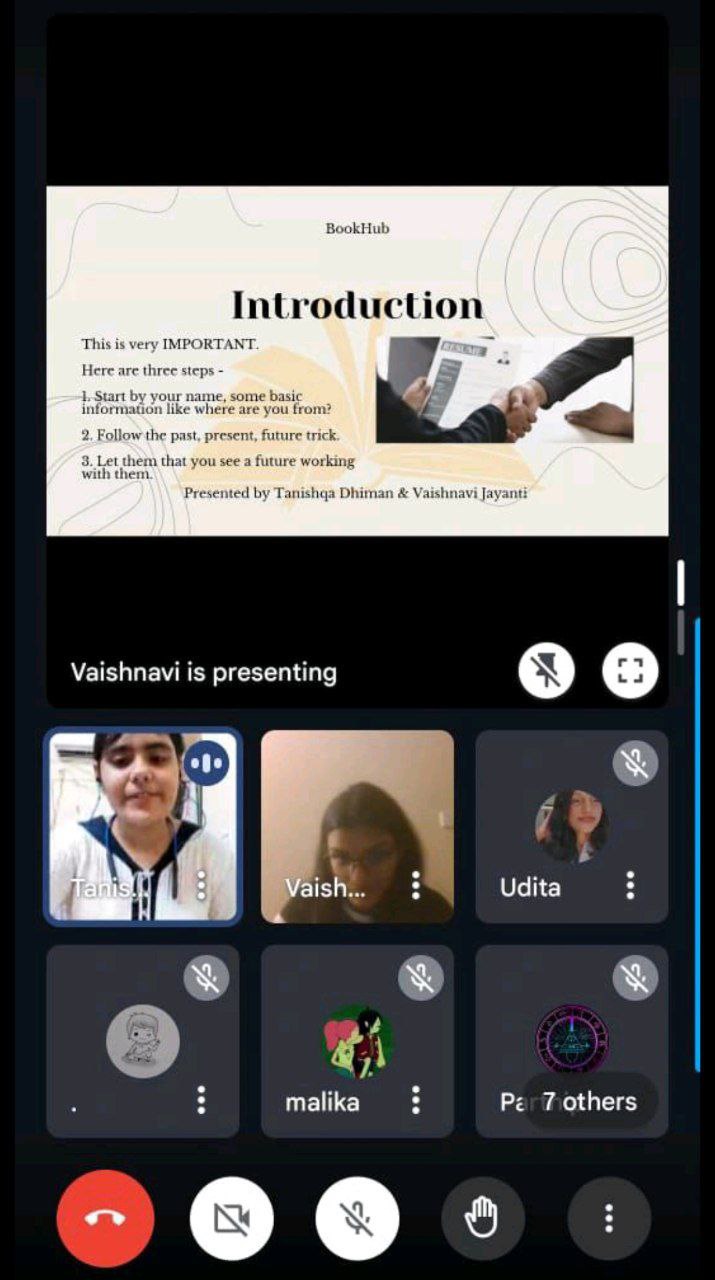 BookHub
Introduction
This is very IMPORTANT.
Here are three steps -
1. Start by your name, some basic
information like where are you from?
2. Follow the past, present, future trick.
3. Let them that you see a future working
with them.
RESUME
Presented by Tanishqa Dhiman & Vaishnavi Jayanti
Vaishnavi is presenting
Tanis...
Vaish...
Udita
.
malika
7 others